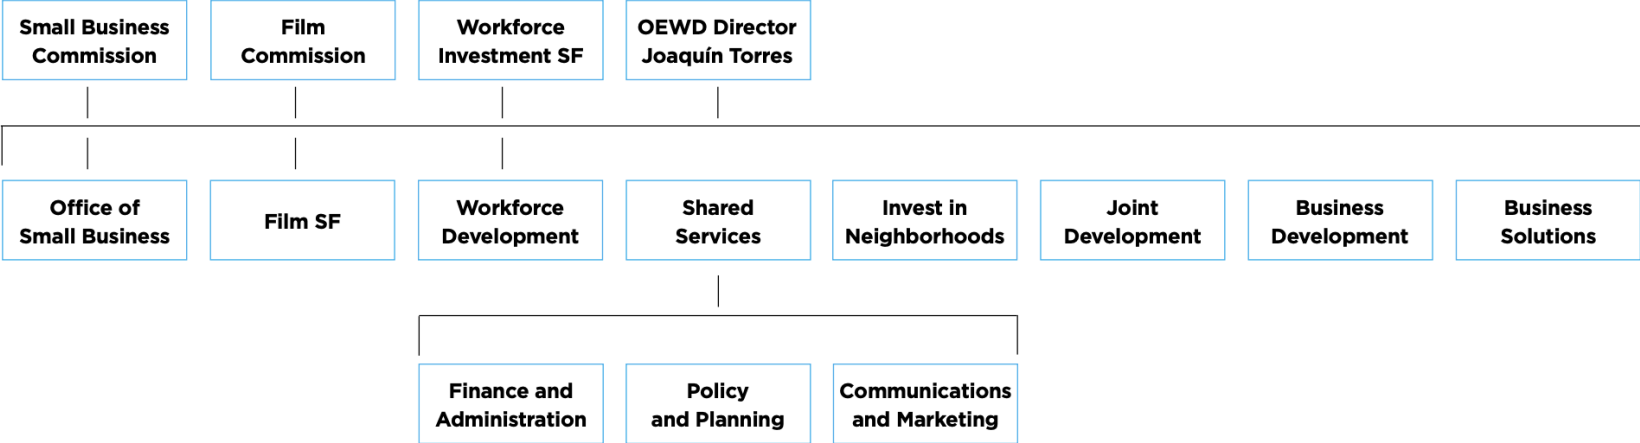 Small Business
Commission
Film
Commission
Workforce
Investment SF
OEWD Director
Joaquín Torres
Office of
Small Business
Film SF
Workforce
Development
Shared
Services
Invest in
Neighborhoods
Joint
Development
Business
Development
Business
Solutions
Finance and
Administration
Policy
and Planning
Communications
and Marketing